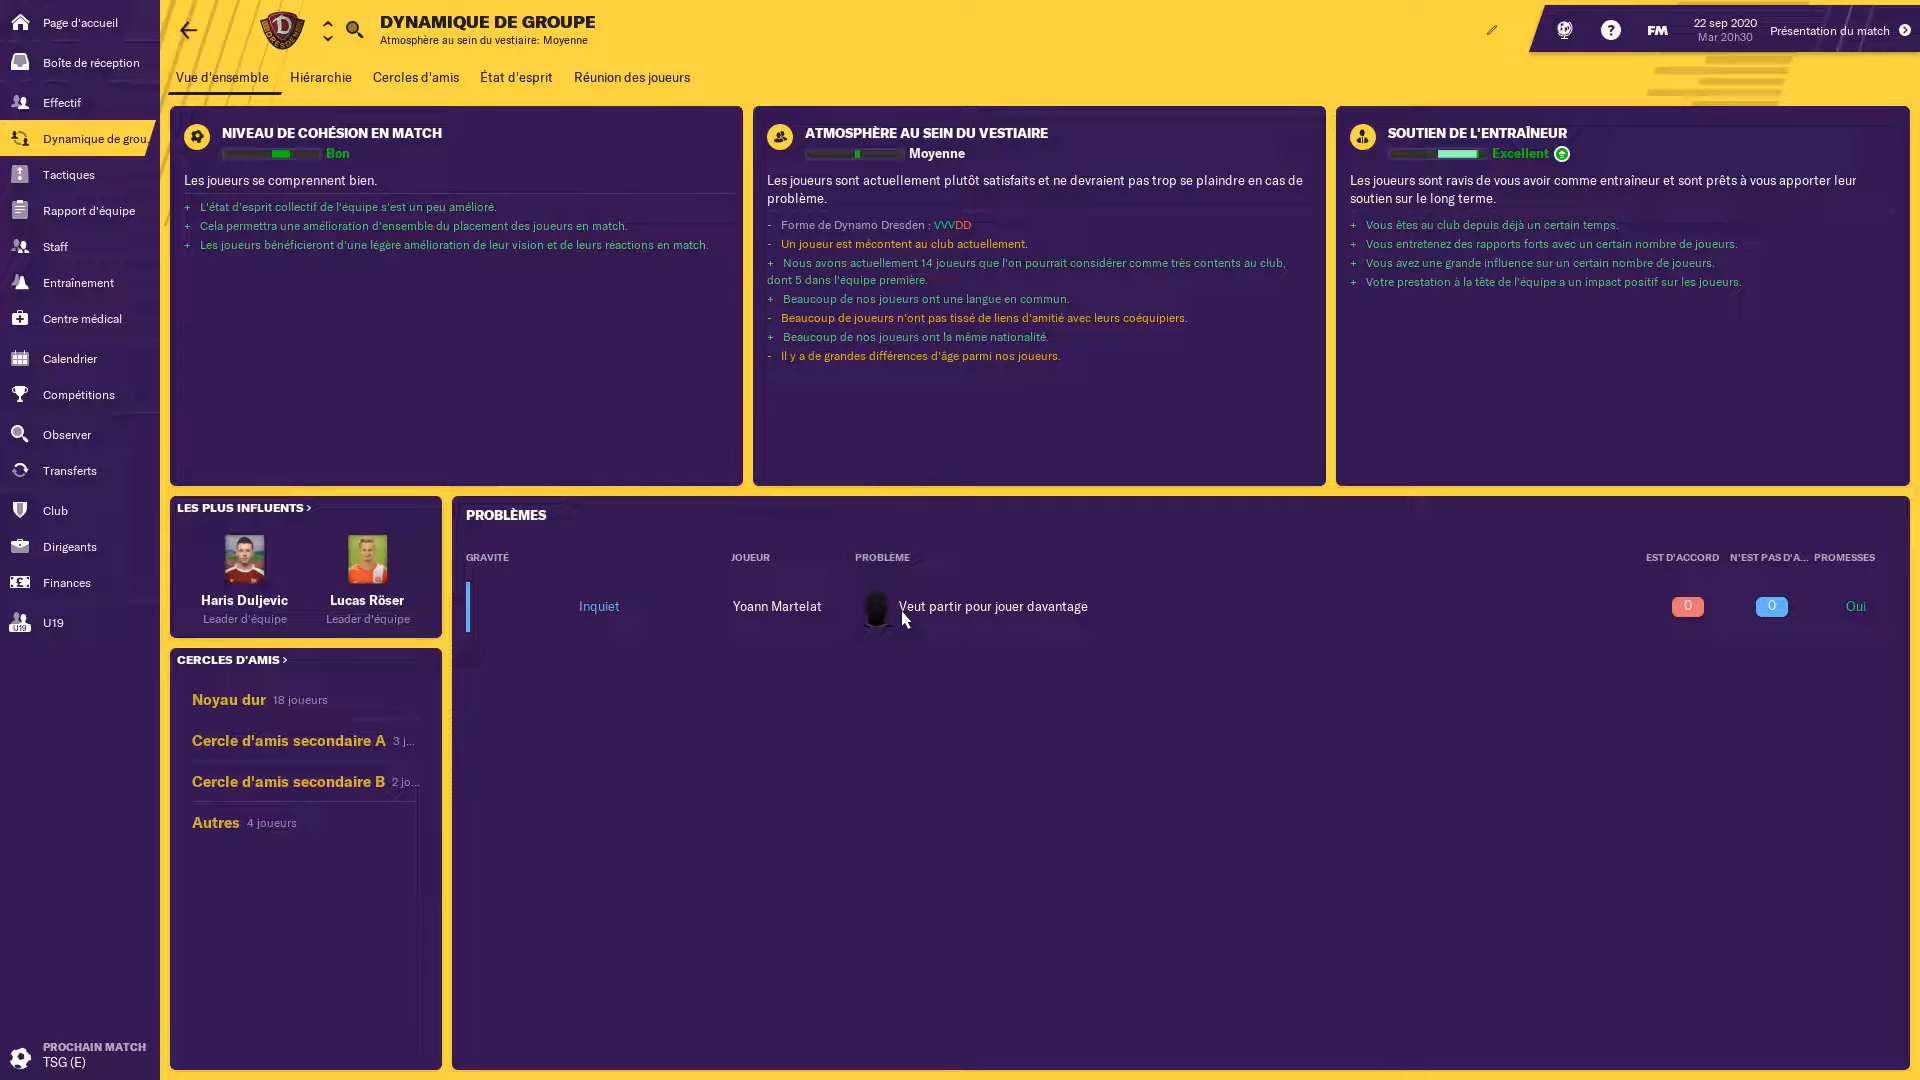 Page d'accueil
Boîte de réception
Effectif
Dynamique de grou...
Tactiques
Rapport d'équipe
Staff
Entraînement
Centre médical
Calendrier
Compétitions
Observer
Transferts
Club
Dirigeants
Finances
U19
U19
PROCHAIN MATCH
TSG (E)
DYNAMIQUE DE GROUPE
Atmosphère au sein du vestiaire: Moyenne
?
FM
22 sep 2020
Mar 20h30
Présentation du match
Vue d'ensemble
Hiérarchie
Cercles d'amis
État d'esprit
Réunion des joueurs
NIVEAU DE COHÉSION EN MATCH
Bon
Les joueurs se comprennent bien.
+ L'état d'esprit collectif de l'équipe s'est un peu amélioré.
+ Cela permettra une amélioration d'ensemble du placement des joueurs en match.
+ Les joueurs bénéficieront d'une légère amélioration de leur vision et de leurs réactions en match.
ATMOSPHÈRE AU SEIN DU VESTIAIRE
Moyenne
Les joueurs sont actuellement plutôt satisfaits et ne devraient pas trop se plaindre en cas de
problème.
- Forme de Dynamo Dresden : VVVDD
- Un joueur est mécontent au club actuellement.
+ Nous avons actuellement 14 joueurs que l'on pourrait considérer comme très contents au club,
dont 5 dans l'équipe première.
+ Beaucoup de nos joueurs ont une langue en commun.
- Beaucoup de joueurs n'ont pas tissé de liens d'amitié avec leurs coéquipiers.
+ Beaucoup de nos joueurs ont la même nationalité.
- Il y a de grandes différences d'âge parmi nos joueurs.
SOUTIEN DE L'ENTRAÎNEUR
Excellent
Les joueurs sont ravis de vous avoir comme entraîneur et sont prêts à vous apporter leur
soutien sur le long terme.
+ Vous êtes au club depuis déjà un certain temps.
+ Vous entretenez des rapports forts avec un certain nombre de joueurs.
+ Vous avez une grande influence sur un certain nombre de joueurs.
+ Votre prestation à la tête de l'équipe a un impact positif sur les joueurs.
LES PLUS INFLUENTS >
Haris Duljevic
Leader d'équipe
Lucas Röser
Leader d'équipe
CERCLES D'AMIS >
Noyau dur 18 joueurs
Cercle d'amis secondaire A 3 j...
Cercle d'amis secondaire B 2 jo...
Autres 4 joueurs
PROBLÈMES
GRAVITÉ JOUEUR PROBLÈME EST D'ACCORD N'EST PAS D'A... PROMESSES
Inquiet Yoann Martelat Veut partir pour jouer davantage 0 0 Oui